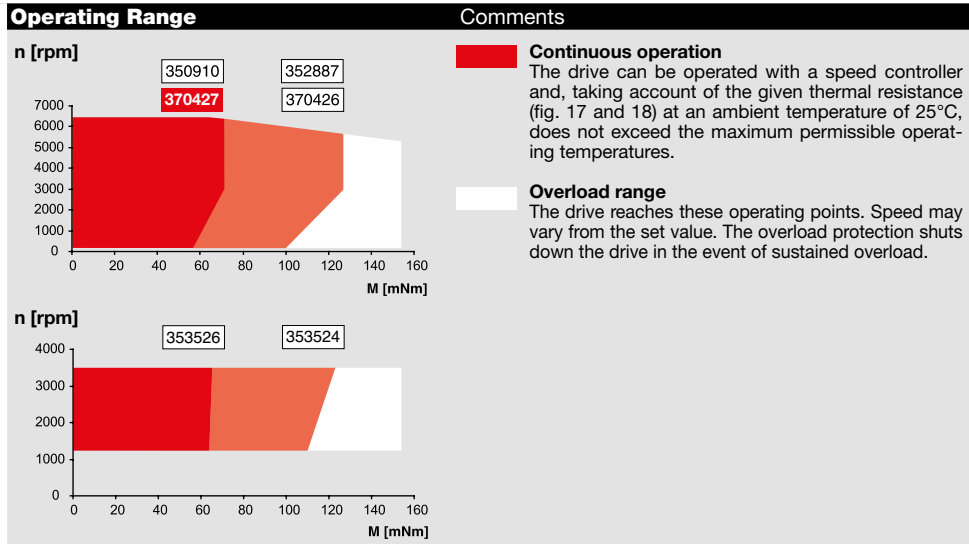 Operating Range
Comments
n [rpm]
350910
352887
370427
370426
7000
6000
5000
4000
3000
2000
1000
0
0 20 40 60 80 100 120 140 160
M [mNm]
n [rpm]
353526
353524
4000
3000
2000
1000
0
0 20 40 60 80 100 120 140 160
M [mNm]
Continuous operation
The drive can be operated with a speed controller
and, taking account of the given thermal resistance
(fig. 17 and 18) at an ambient temperature of 25°C,
does not exceed the maximum permissible operat-
ing temperatures.
Overload range
The drive reaches these operating points. Speed may
vary from the set value. The overload protection shuts
down the drive in the event of sustained overload.